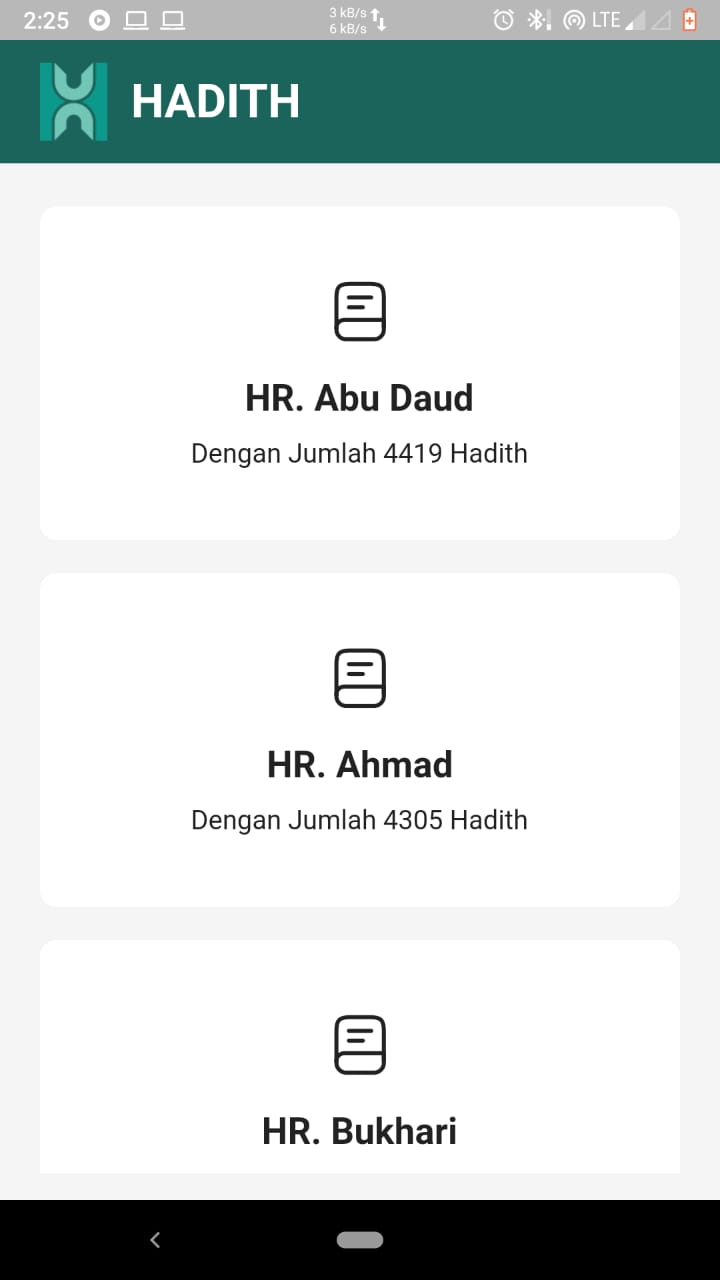 2:25
3 kB/s
6 kB/s
LTE
HADITH
HR. Abu Daud
Dengan Jumlah 4419 Hadith
HR. Ahmad
Dengan Jumlah 4305 Hadith
HR. Bukhari